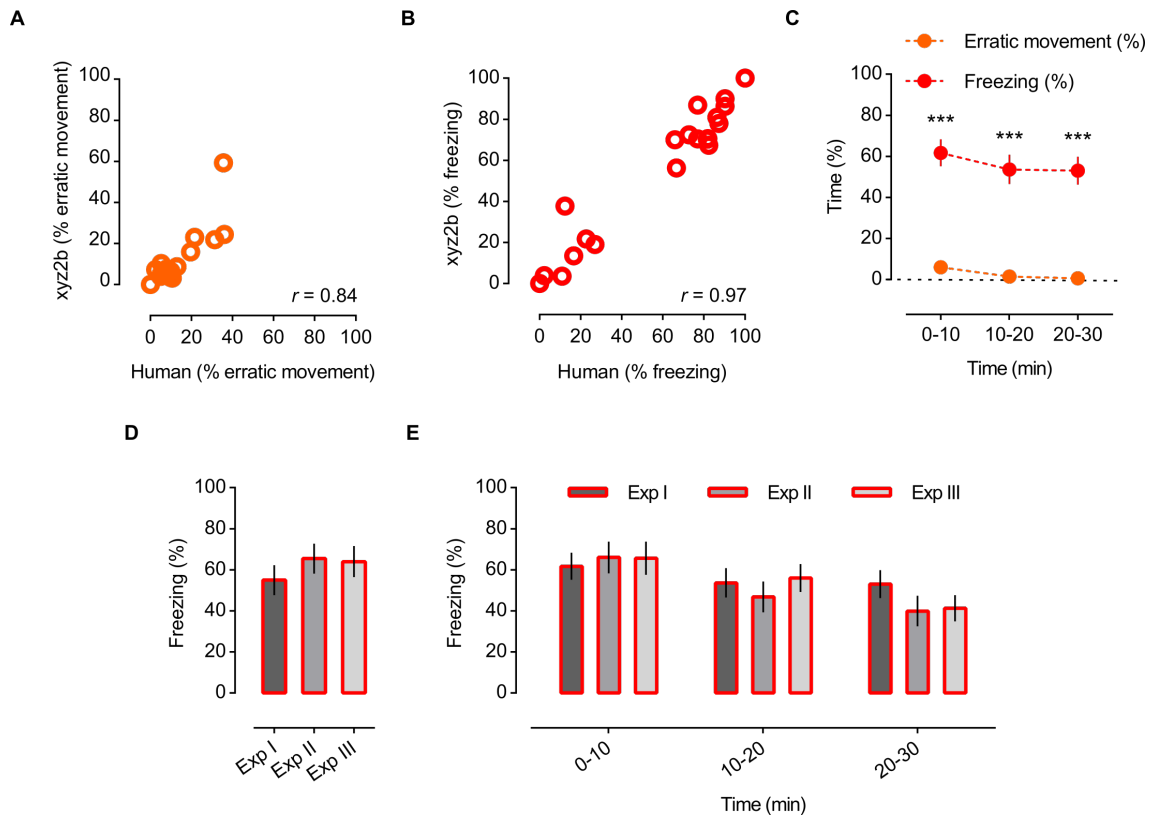 A
xyz2b (% erratic movement)
100
80
60
40
20
0
r = 0.84
0 20 40 60 80 100
Human (% erratic movement)
B
xyz2b (% freezing)
100
80
60
40
20
0
r = 0.97
0 20 40 60 80 100
Human (% freezing)
C
Erratic movement (%)
Freezing (%)
Time (%)
100
80
60
40
20
0
*** *** ***
0-10 10-20 20-30
Time (min)
D
Freezing (%)
100
80
60
40
20
0
Exp I Exp II Exp III
E
Exp I Exp II Exp III
Freezing (%)
100
80
60
40
20
0
0-10 10-20 20-30
Time (min)